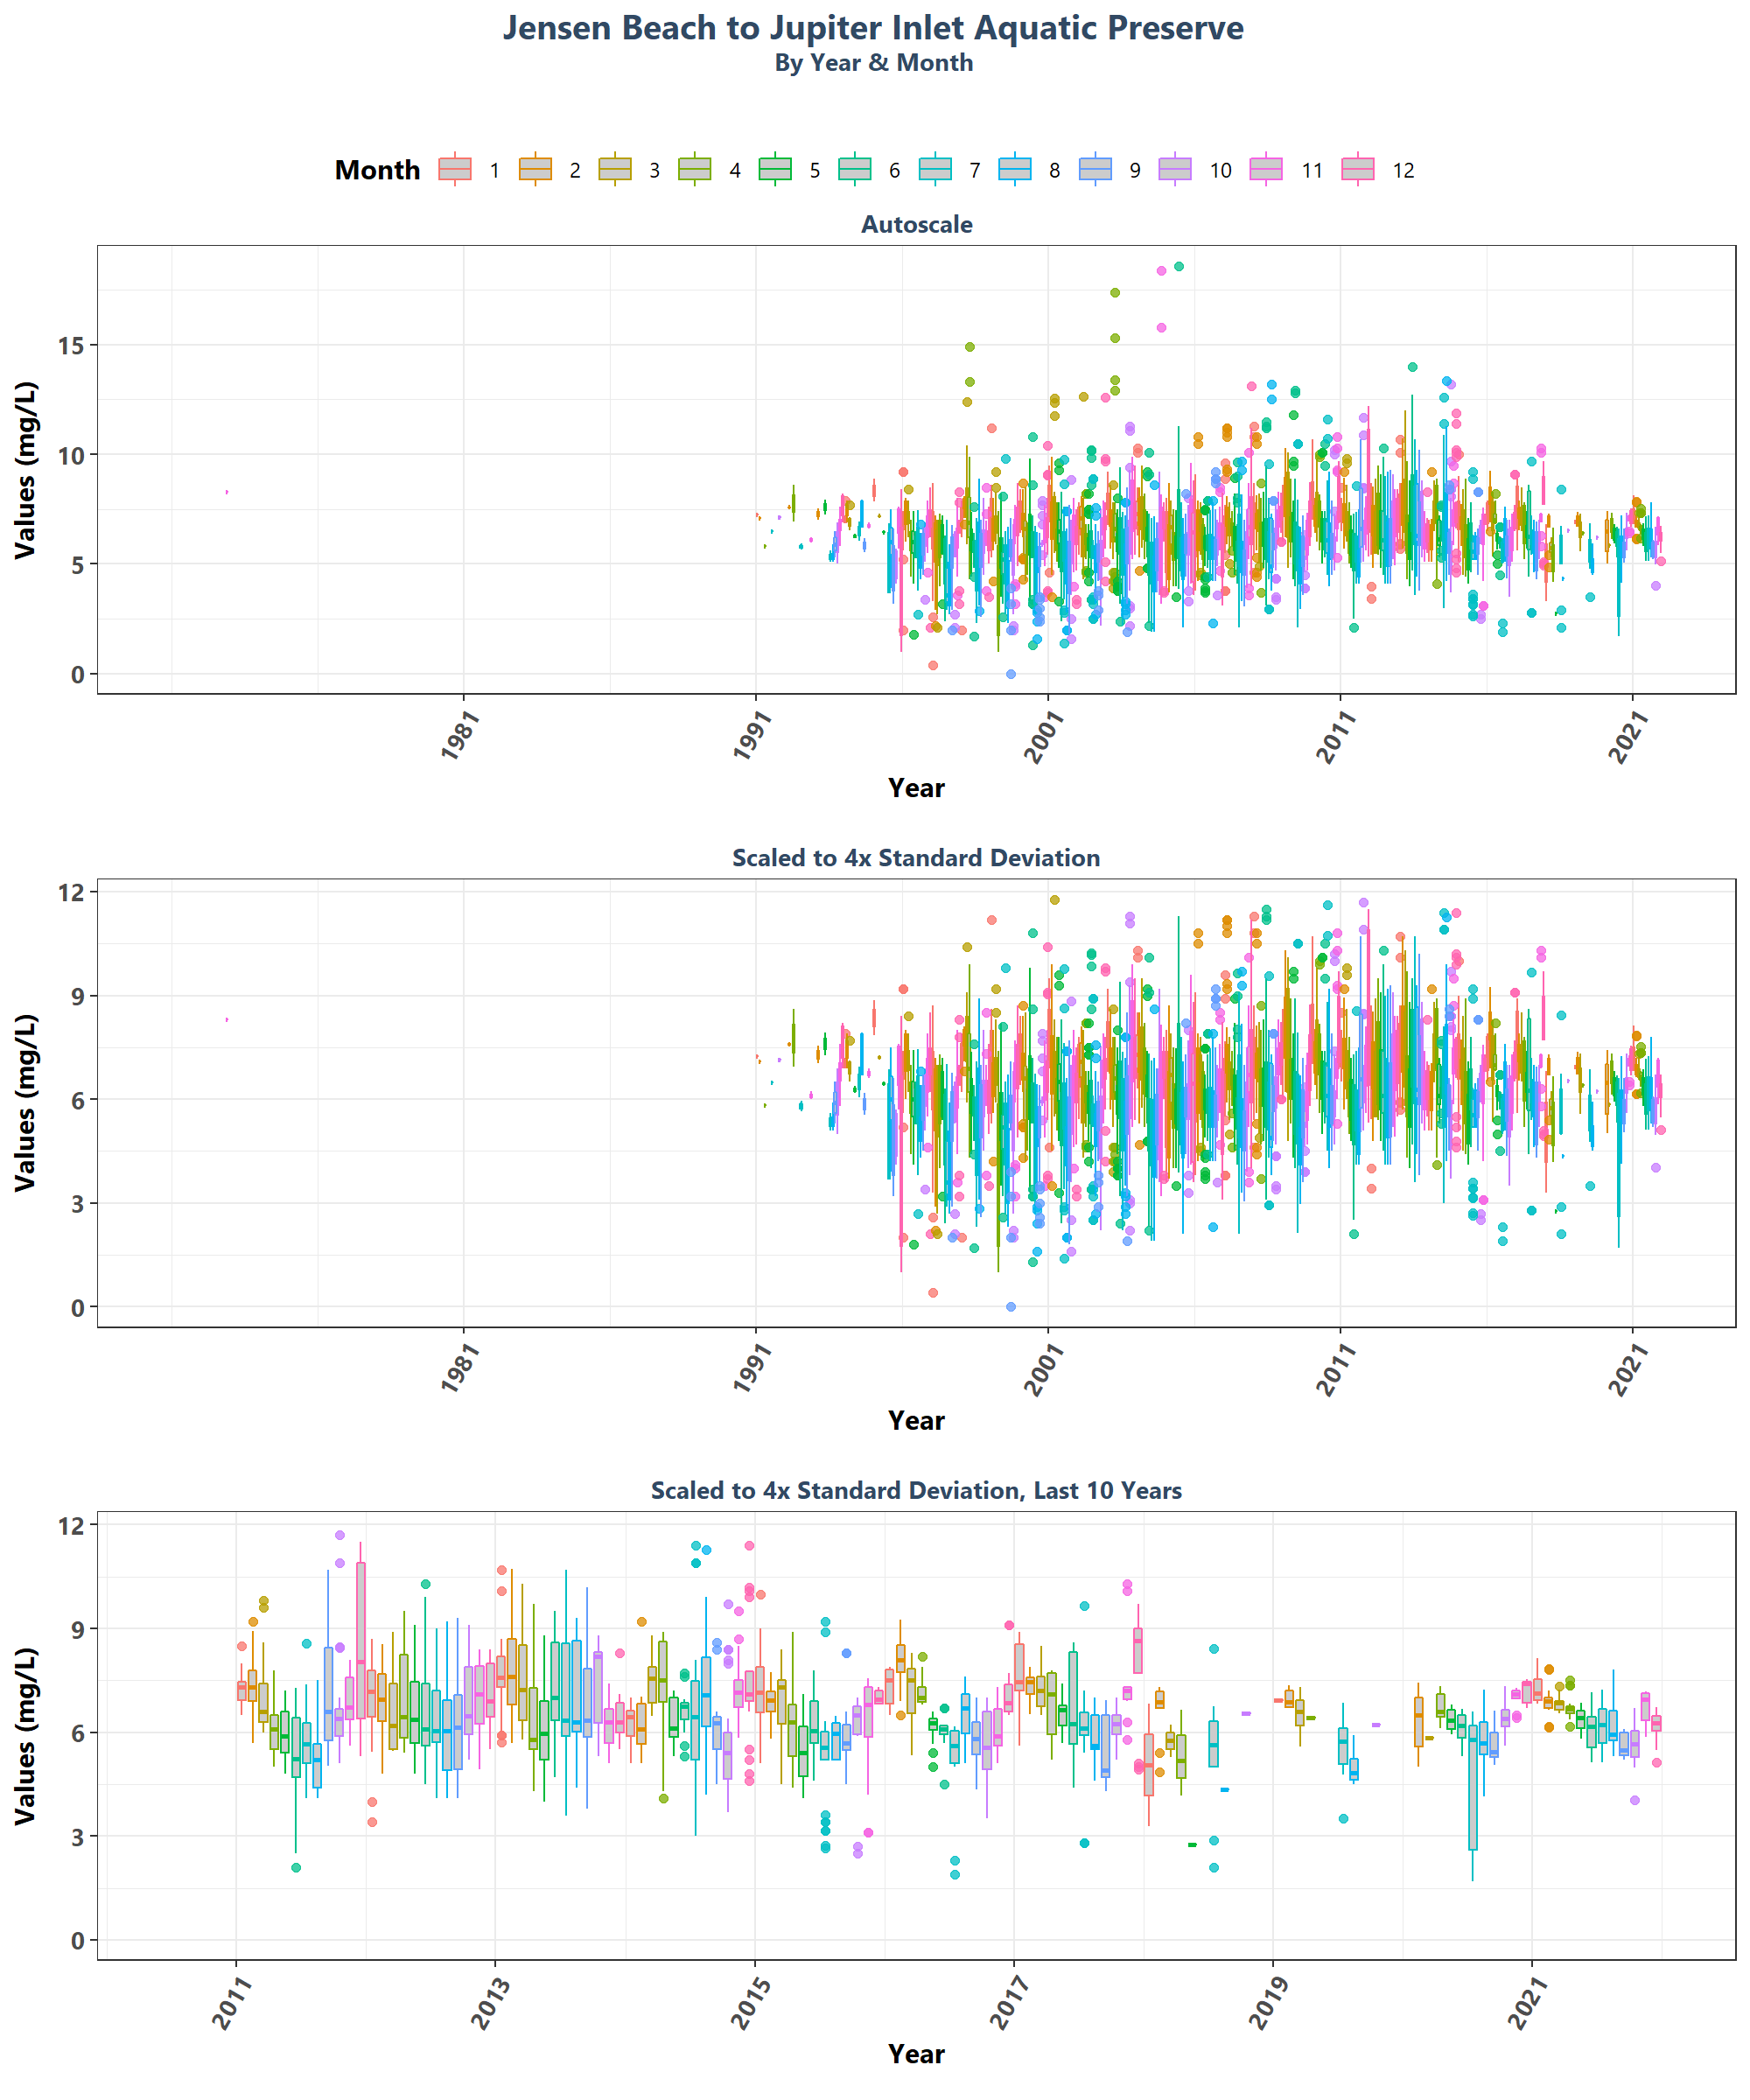 Jensen Beach to Jupiter Inlet Aquatic Preserve
By Year & Month
Month 1 2 3 4 5 6 7 8 9 10 11 12
Autoscale
Values (mg/L)
15
10
5
0
1981 1991 2001 2011 2021
Year
Scaled to 4x Standard Deviation
Values (mg/L)
12
9
6
3
0
1981 1991 2001 2011 2021
Year
Scaled to 4x Standard Deviation, Last 10 Years
Values (mg/L)
12
9
6
3
0
2011 2013 2015 2017 2019 2021
Year